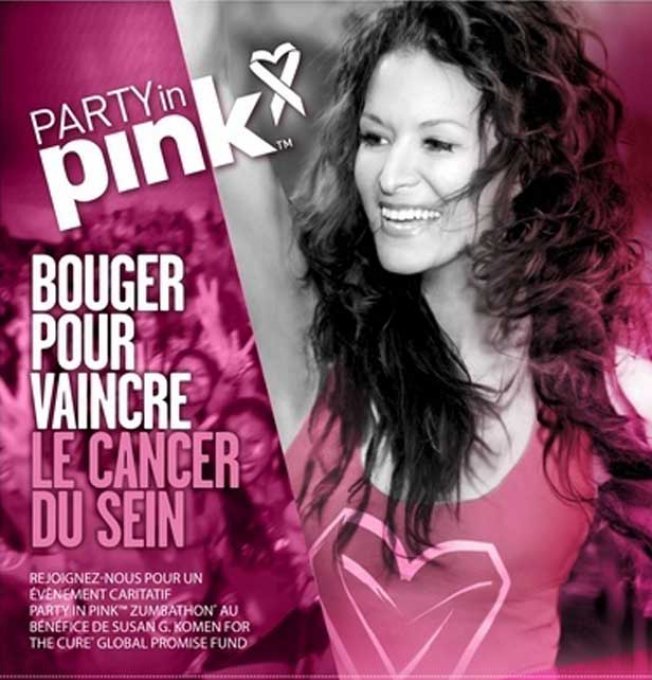 PARTY in
pink™
BOUGER
POUR
VAINCRE
LE CANCER
DU SEIN
REJOIGNEZ-NOUS POUR UN
ÉVÈNEMENT CARITATIF
PARTY IN PINK™ ZUMBATHON® AU
BÉNÉFICE DE SUSAN G. KOMEN FOR
THE CURE® GLOBAL PROMISE FUND